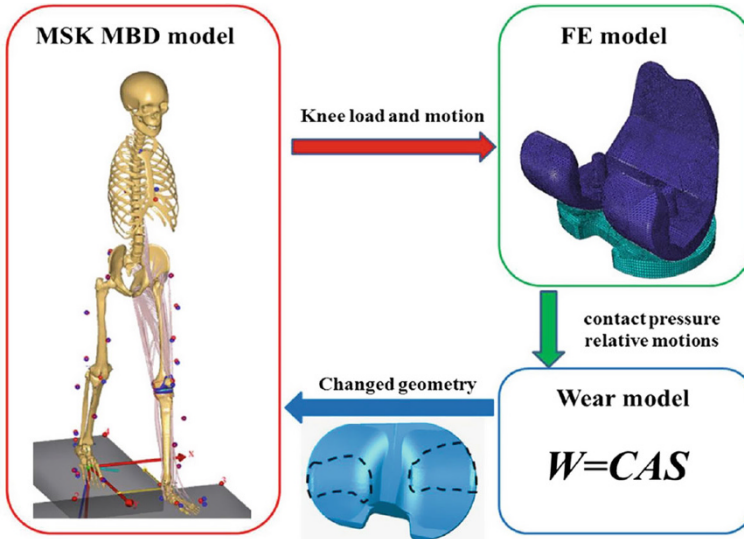 MSK MBD model
FE model
Knee load and motion
contact pressure
relative motions
Changed geometry
Wear model
W=CAS
X